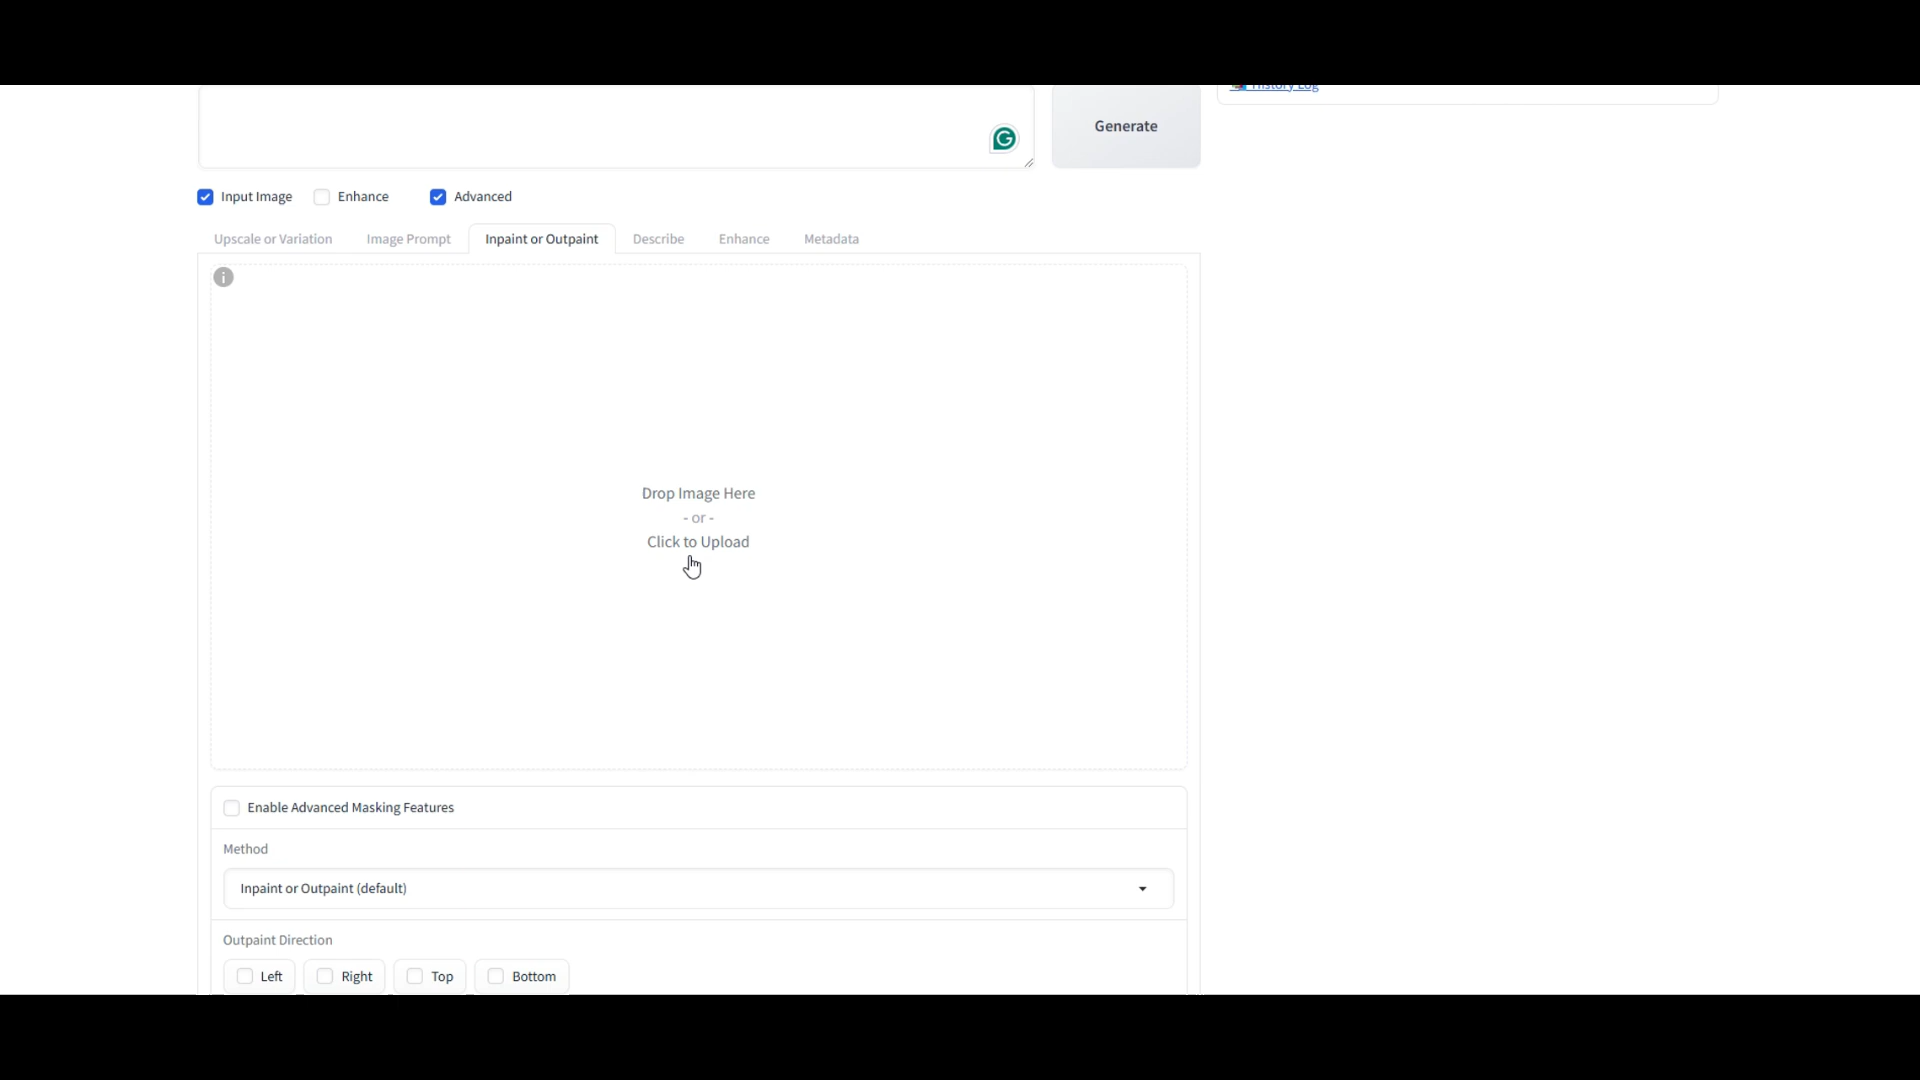 History Log
Generate
Input Image Enhance Advanced
Upscale or Variation Image Prompt Inpaint or Outpaint Describe Enhance Metadata
Drop Image Here
- or -
Click to Upload
Enable Advanced Masking Features
Method
Inpaint or Outpaint (default)
Outpaint Direction
Left Right Top Bottom